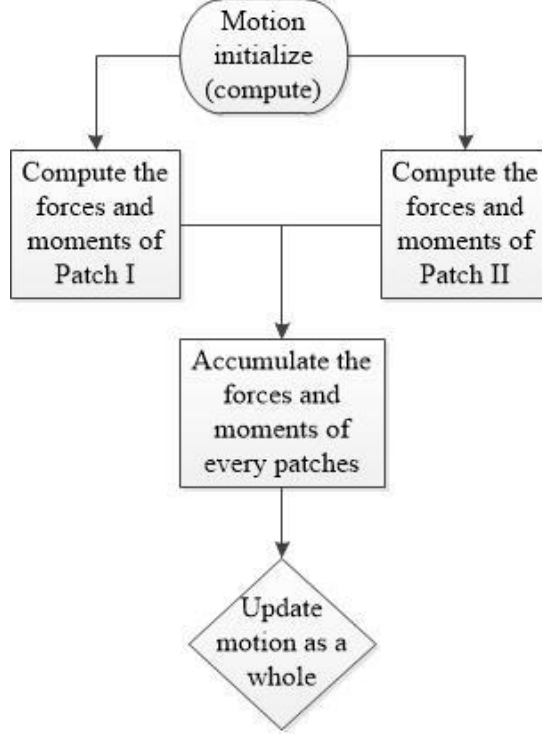 Motion
initialize
(compute)
Compute the
forces and
moments of
Patch I
Compute the
forces and
moments of
Patch II
Accumulate the
forces and
moments of
every patches
Update
motion as a
whole